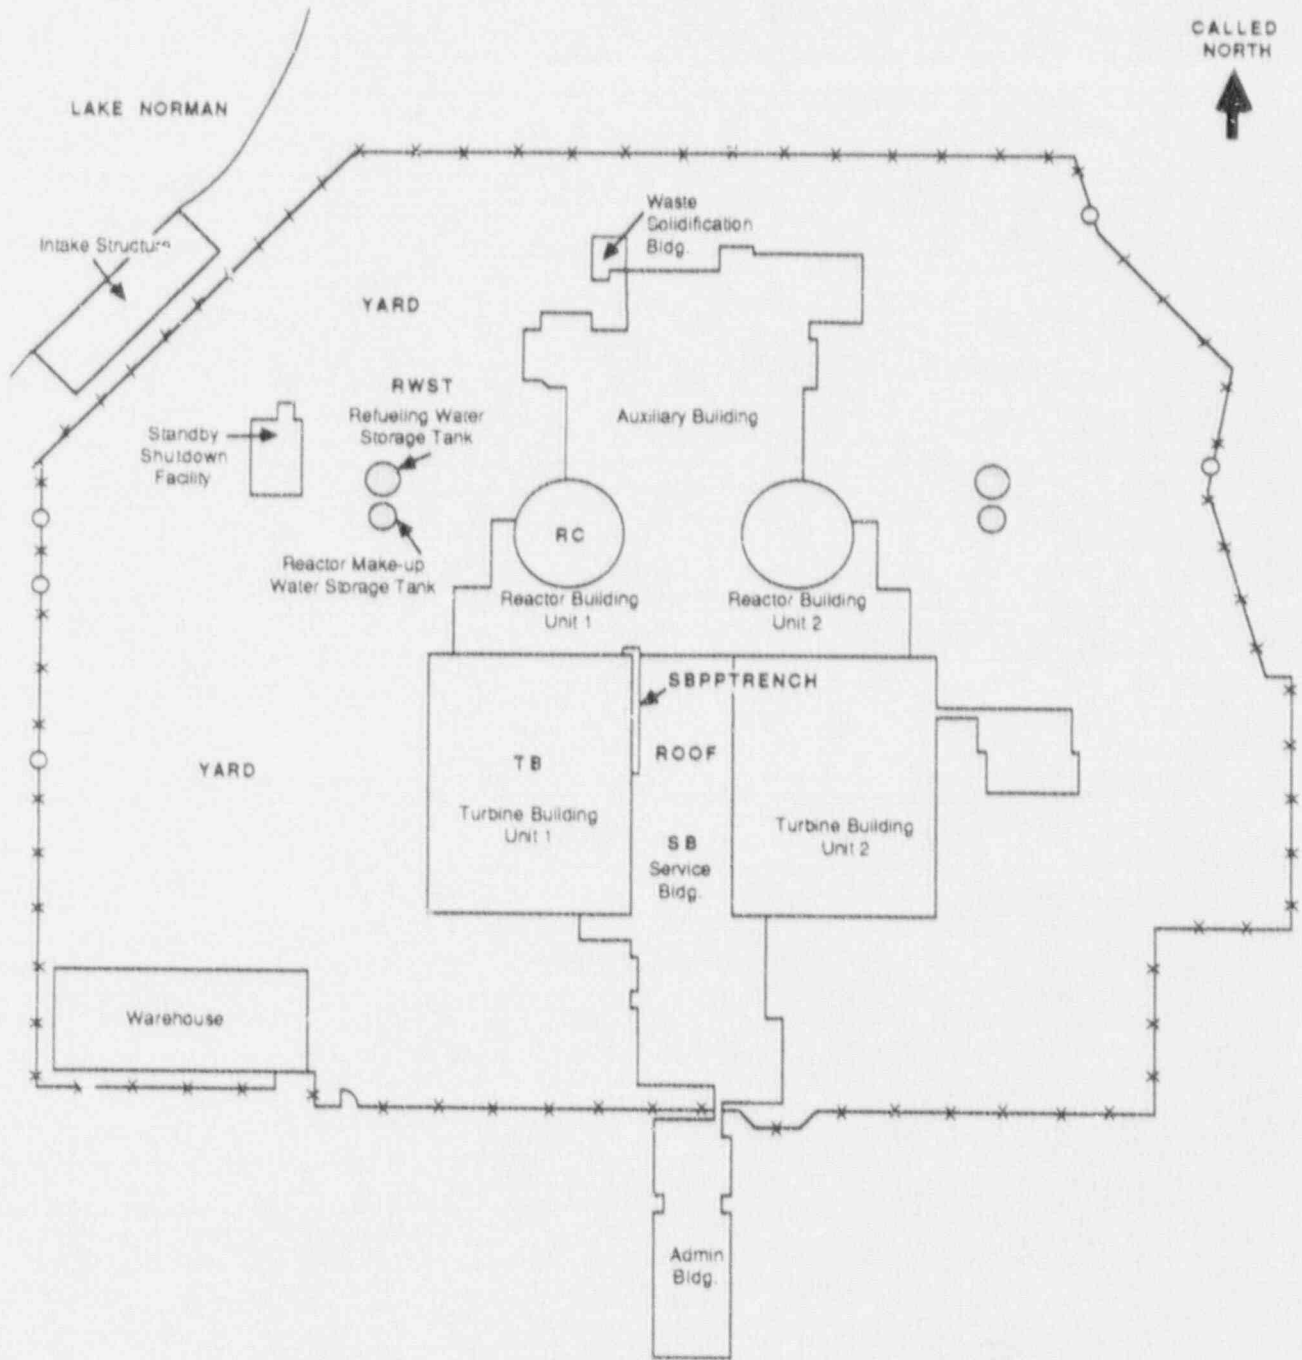 CALLED
NORTH
LAKE NORMAN
Waste
Solidification
Bldg.
Intake Structure
YARD
RWST
Refueling Water
Storage Tank
Auxiliary Building
Standby
Shutdown
Facility
RC
Reactor Make-up
Water Storage Tank
Reactor Building
Unit 1
Reactor Building
Unit 2
SBPPTRENCH
ROOF
TB
YARD
Turbine Building
Unit 1
Turbine Building
Unit 2
SB
Service
Bldg.
Warehouse
Admin
Bldg.